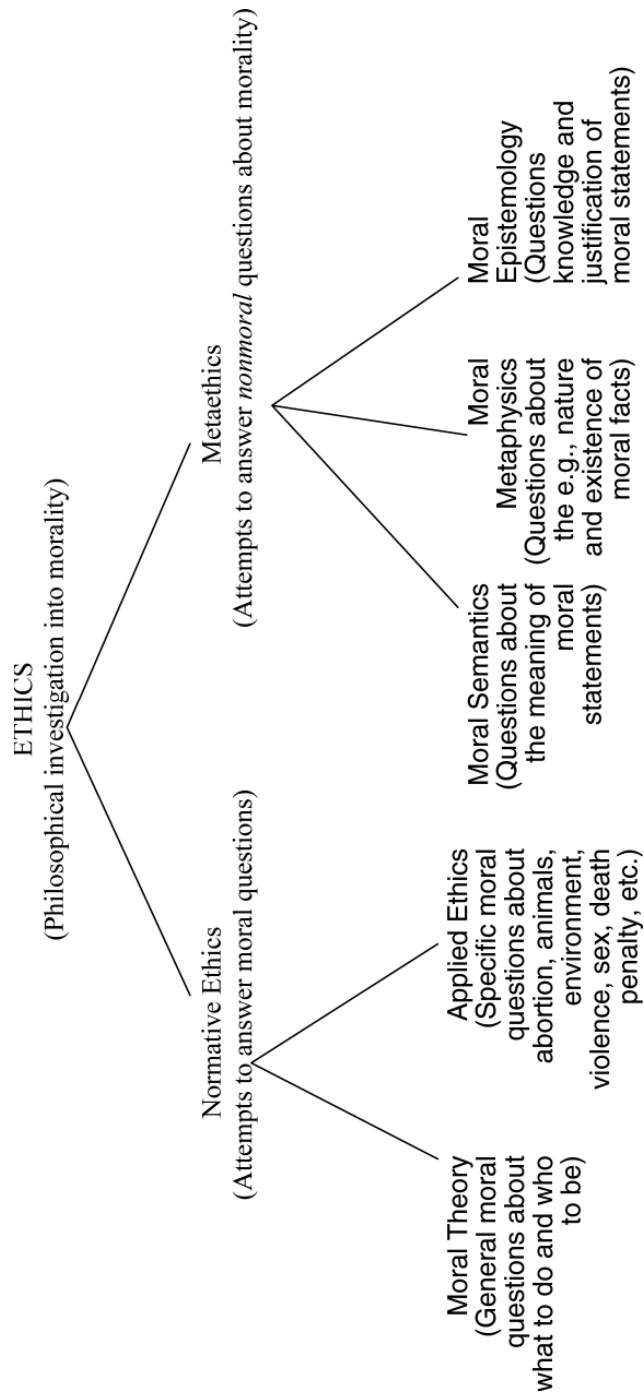 ETHICS
(Philosophical investigation into morality)
Normative Ethics
(Attempts to answer moral questions)
Metaethics
(Attempts to answer nonmoral questions about morality)
Moral Theory
(General moral
questions about
what to do and who
to be)
Applied Ethics
(Specific moral
questions about
abortion, animals,
environment,
violence, sex, death
penalty, etc.)
Moral Semantics
(Questions about
the meaning of
moral
statements)
Moral
Metaphysics
(Questions about
the e.g., nature
and existence of
moral facts)
Moral
Epistemology
(Questions
knowledge and
justification of
moral statements)